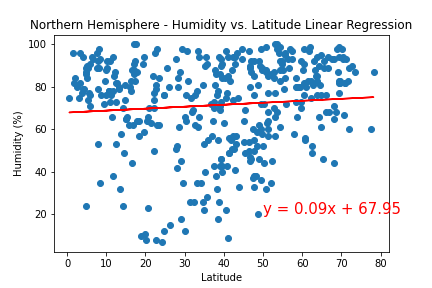 Northern Hemisphere - Humidity vs. Latitude Linear Regression
100
80
60
40
20
Humidity (%)
y = 0.09x + 67.95
0 10 20 30 40 50 60 70 80
Latitude